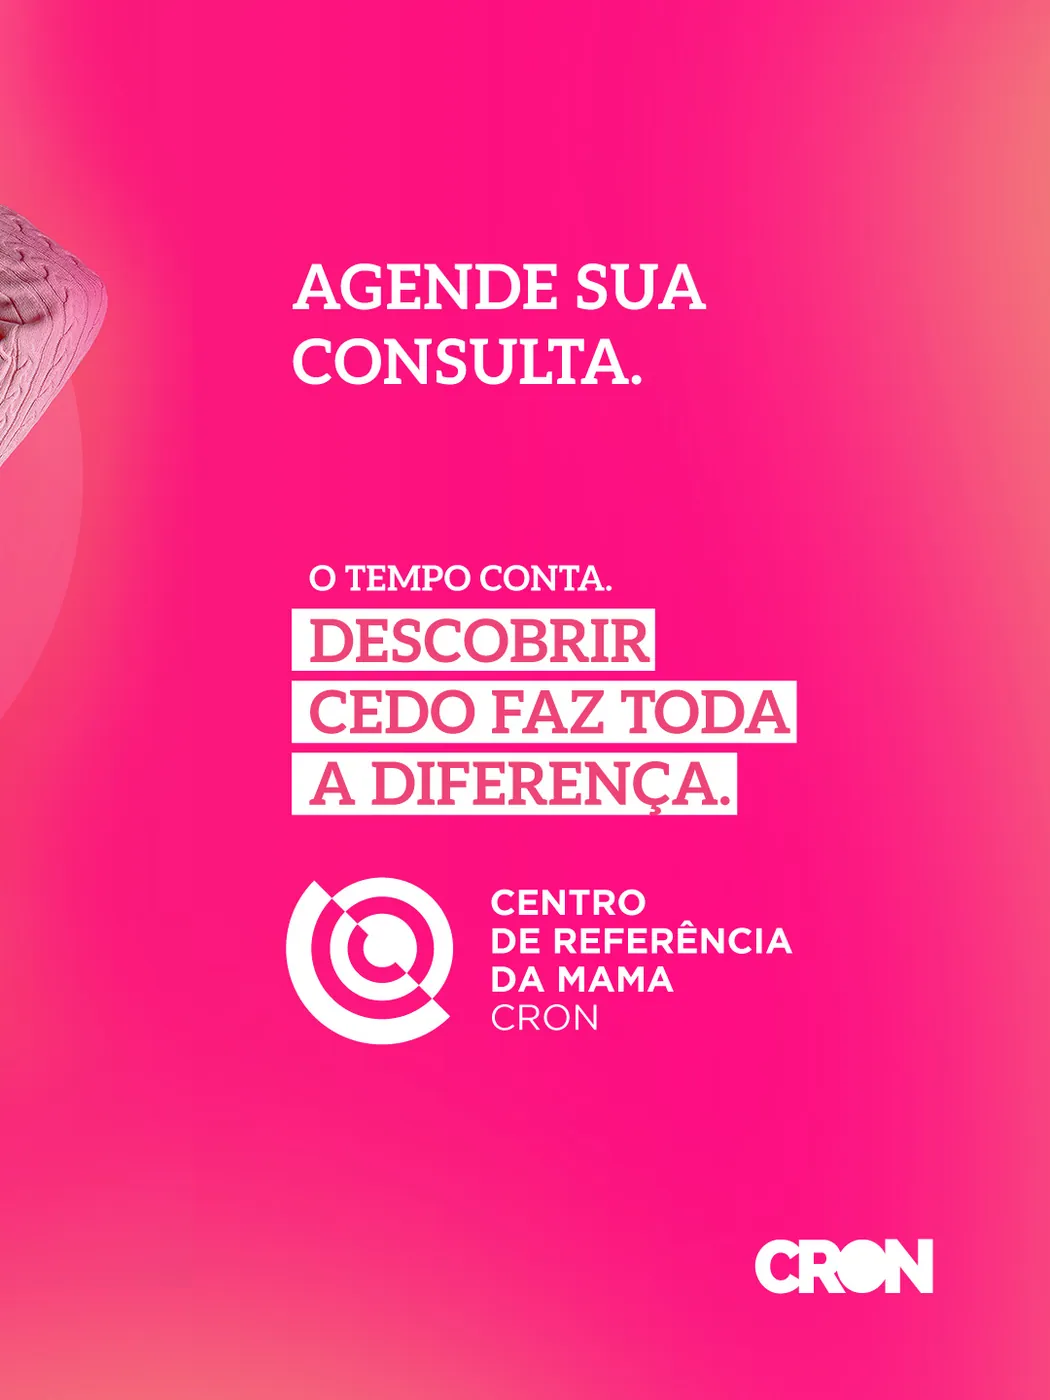 AGENDE SUA
CONSULTA.
O TEMPO CONTA.
DESCOBRIR
CEDO FAZ TODA
A DIFERENÇA.
CENTRO
DE REFERÊNCIA
DA MAMA
CRON
CRON